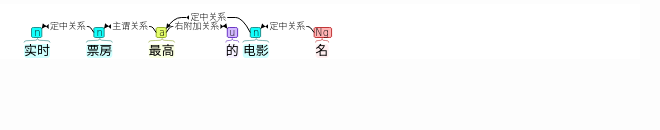 定中关系
定中关系 主谓关系 右附加关系 定中关系
n n a u n Ng
实时 票房 最高 的 电影 名